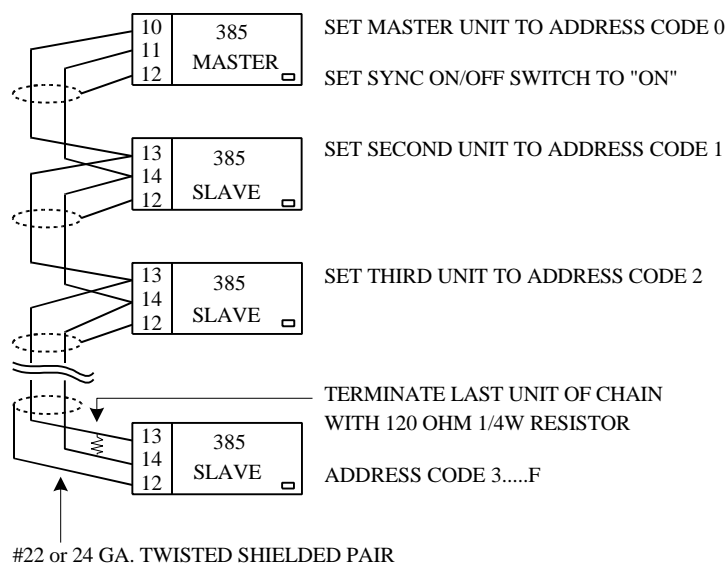 10 385 SET MASTER UNIT TO ADDRESS CODE 0
11 MASTER
12 SET SYNC ON/OFF SWITCH TO "ON"
13 385 SET SECOND UNIT TO ADDRESS CODE 1
14 SLAVE
12
13 385 SET THIRD UNIT TO ADDRESS CODE 2
14 SLAVE
12
TERMINATE LAST UNIT OF CHAIN
WITH 120 OHM 1/4W RESISTOR
13 385
14 SLAVE
12 ADDRESS CODE 3.....F
#22 or 24 GA. TWISTED SHIELDED PAIR